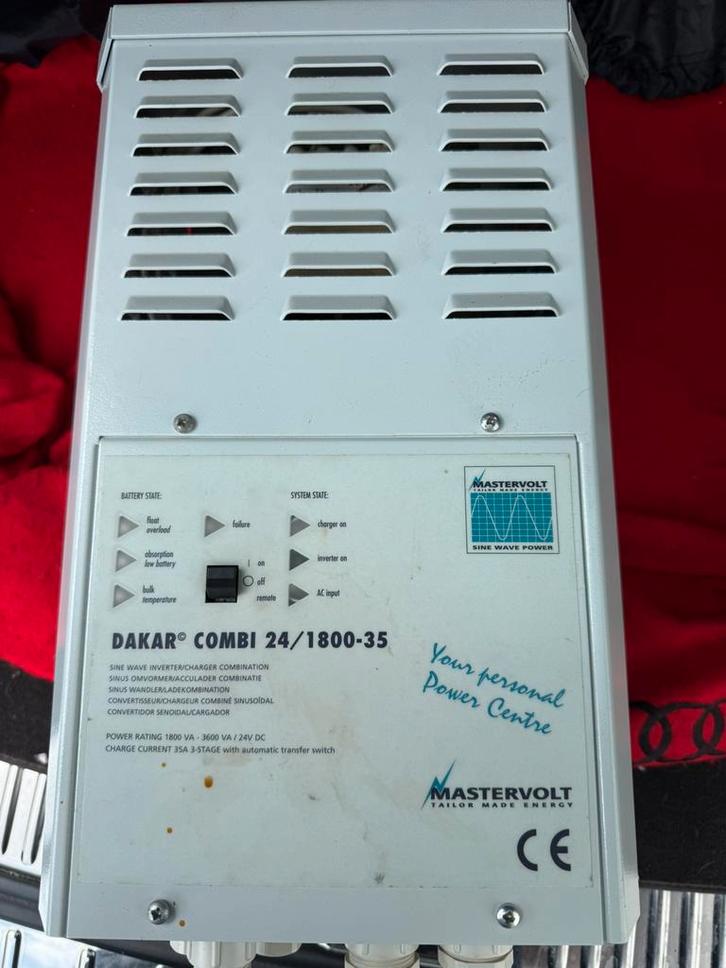 BATTERY STATE:
float
overload
absorption
low battery
bulk
temperature
failure
on
off
remote
SYSTEM STATE:
charger on
inverter on
AC input
MASTERVOLT
TAILOR MADE ENERGY
SINE WAVE POWER
DAKAR© COMBI 24/1800-35
SINE WAVE INVERTER/CHARGER COMBINATION
SINUS OMVORMER/ACCULADER COMBINATIE
SINUS WANDLER/LADEKOMBINATION
CONVERTISSEUR/CHARGEUR COMBINÉ SINUSOÏDAL
CONVERTIDOR SENOIDAL/CARGADOR
POWER RATING 1800 VA - 3600 VA / 24V DC
CHARGE CURRENT 35A 3-STAGE with automatic transfer switch
Your personal
Power Centre
MASTERVOLT
TAILOR MADE ENERGY
CE